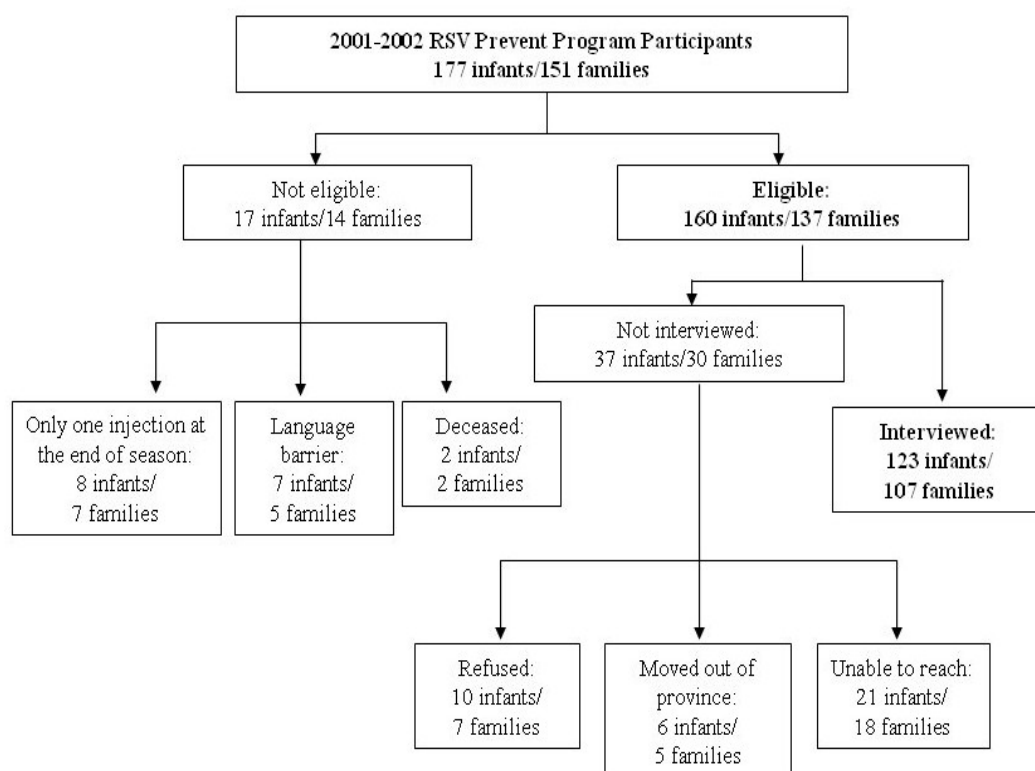 2001-2002 RSV Prevent Program Participants
177 infants/151 families
Not eligible:
17 infants/14 families
Eligible:
160 infants/137 families
Not interviewed:
37 infants/30 families
Only one injection at
the end of season:
8 infants/
7 families
Language
barrier:
7 infants/
5 families
Deceased:
2 infants/
2 families
Interviewed:
123 infants/
107 families
Refused:
10 infants/
7 families
Moved out of
province:
6 infants/
5 families
Unable to reach:
21 infants/
18 families